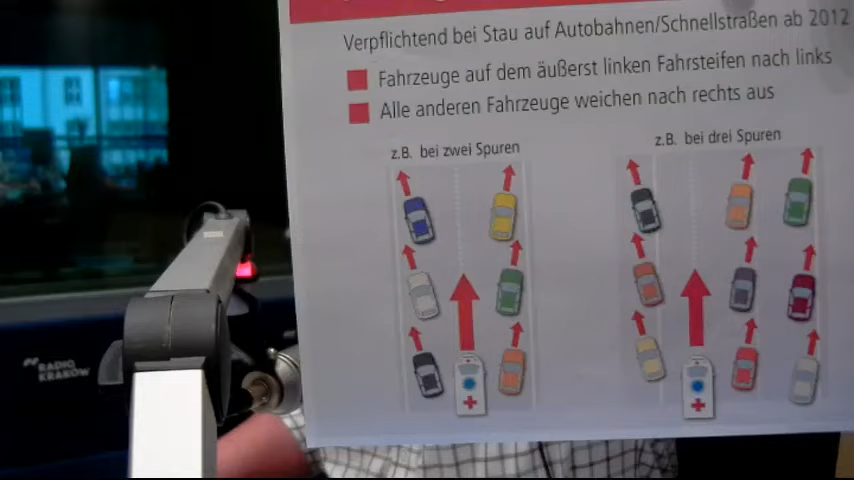 Verpflichtend bei Stau auf Autobahnen/Schnellstraßen ab 2012
Fahrzeuge auf dem äußerst linken Fahrsteifen nach links
Alle anderen Fahrzeuge weichen nach rechts aus
z.B. bei zwei Spuren
z.B. bei drei Spuren
RADIO
KRAKÓW